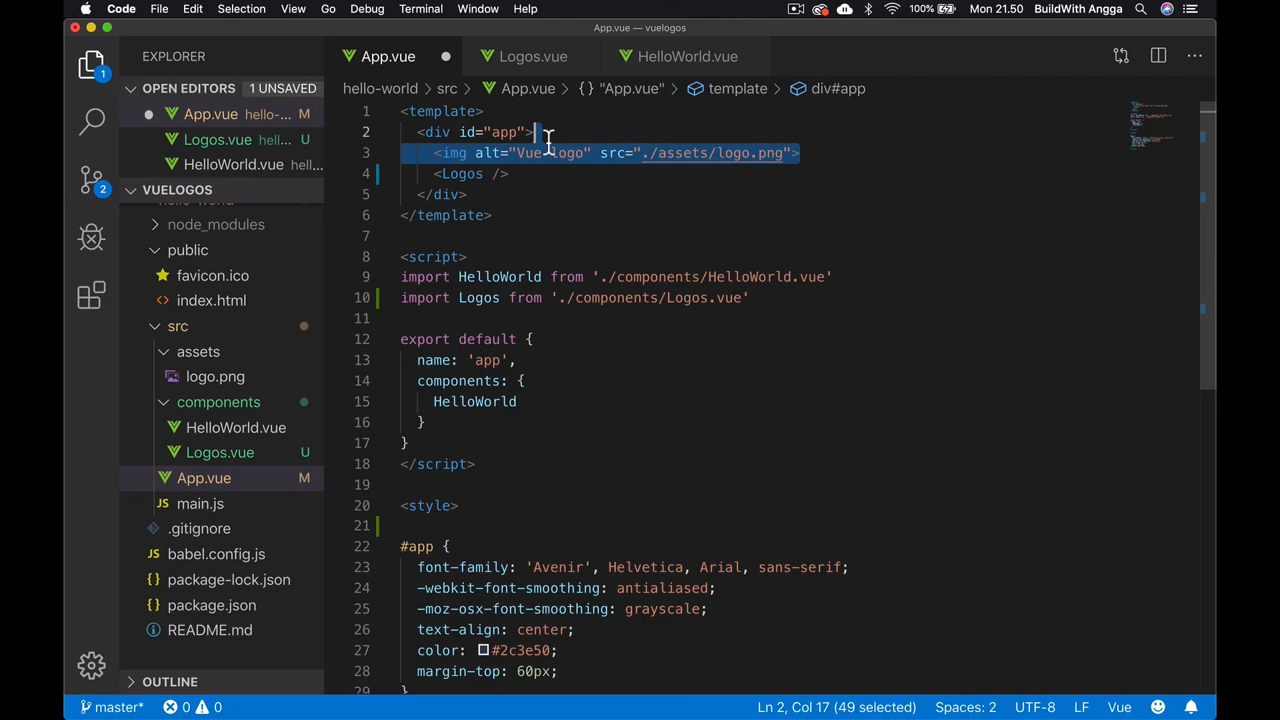 Code File Edit Selection View Go Debug Terminal Window Help 100% Mon 21.50 BuildWith Angga
App.vue — vuelogos
EXPLORER
OPEN EDITORS 1 UNSAVED
App.vue hello-... M
Logos.vue hello-... U
HelloWorld.vue hello-...
VUELOGOS
hello-world
node_modules
public
favicon.ico
index.html
src
assets
logo.png
components
HelloWorld.vue
Logos.vue U
App.vue M
JS main.js
.gitignore
babel.config.js
package-lock.json
package.json
README.md
OUTLINE
1
2
App.vue Logos.vue HelloWorld.vue
hello-world > src > App.vue > {} "App.vue" > template > div#app
1 <template>
2 <div id="app">
3 <img alt="Vue logo" src="./assets/logo.png">
4 <Logos />
5 </div>
6 </template>
7
8 <script>
9 import HelloWorld from './components/HelloWorld.vue'
10 import Logos from './components/Logos.vue'
11
12 export default {
13 name: 'app',
14 components: {
15 HelloWorld
16 }
17 }
18 </script>
19
20 <style>
21
22 #app {
23 font-family: 'Avenir', Helvetica, Arial, sans-serif;
24 -webkit-font-smoothing: antialiased;
25 -moz-osx-font-smoothing: grayscale;
26 text-align: center;
27 color: #2c3e50;
28 margin-top: 60px;
29 }
master* 0 0 Ln 2, Col 17 (49 selected) Spaces: 2 UTF-8 LF Vue